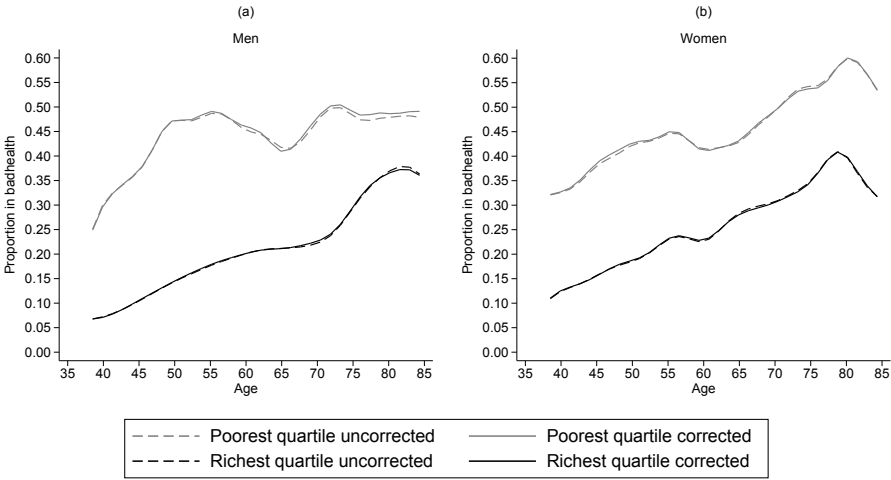 (a)
Men
Proportion in badhealth
0.60
0.55
0.50
0.45
0.40
0.35
0.30
0.25
0.20
0.15
0.10
0.05
0.00
35 40 45 50 55 60 65 70 75 80 85
Age
(b)
Women
Proportion in badhealth
0.60
0.55
0.50
0.45
0.40
0.35
0.30
0.25
0.20
0.15
0.10
0.05
0.00
35 40 45 50 55 60 65 70 75 80 85
Age
Poorest quartile uncorrected Poorest quartile corrected
Richest quartile uncorrected Richest quartile corrected